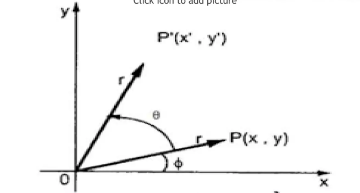 Click icon to add picture
y
P'(x' , y')
r
θ
r
P(x , y)
ϕ
0
x